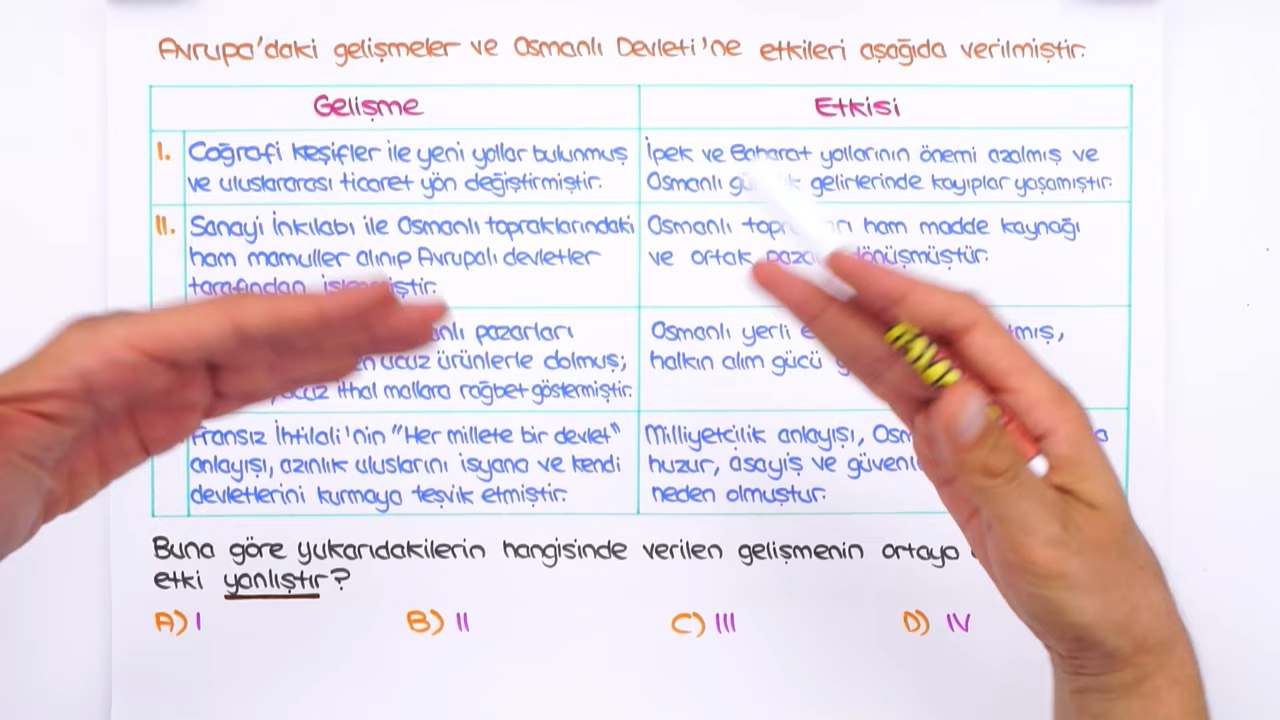 Avrupa'daki gelişmeler ve Osmanlı Devleti'ne etkileri aşağıda verilmiştir.
Gelişme
Etkisi
I. Coğrafi keşifler ile yeni yollar bulunmuş
ve uluslararası ticaret yön değiştirmiştir.
İpek ve Baharat yollarının önemi azalmış ve
Osmanlı gelirlerinde kayıplar yaşamıştır.
II. Sanayi İnkılabı ile Osmanlı topraklarındaki
ham mamuller alınıp Avrupalı devletler
tarafından işlenmiştir.
Osmanlı ham madde kaynağı
ve ortak dönüşmüştür.
pazarları
ucuz ürünlerle dolmuş;
ucuz ithal mallara rağbet göstermiştir.
Osmanlı yerli
halkın alım gücü
Fransız İhtilali'nin "Her millete bir devlet"
anlayışı, azınlık uluslarını isyana ve kendi
devletlerini kurmaya teşvik etmiştir.
Milliyetçilik anlayışı,
huzur, asayiş ve
neden olmuştur.
Buna göre yukarıdakilerin hangisinde verilen gelişmenin ortaya
etki yanlıştır?
A) I
B) II
C) III
D) IV